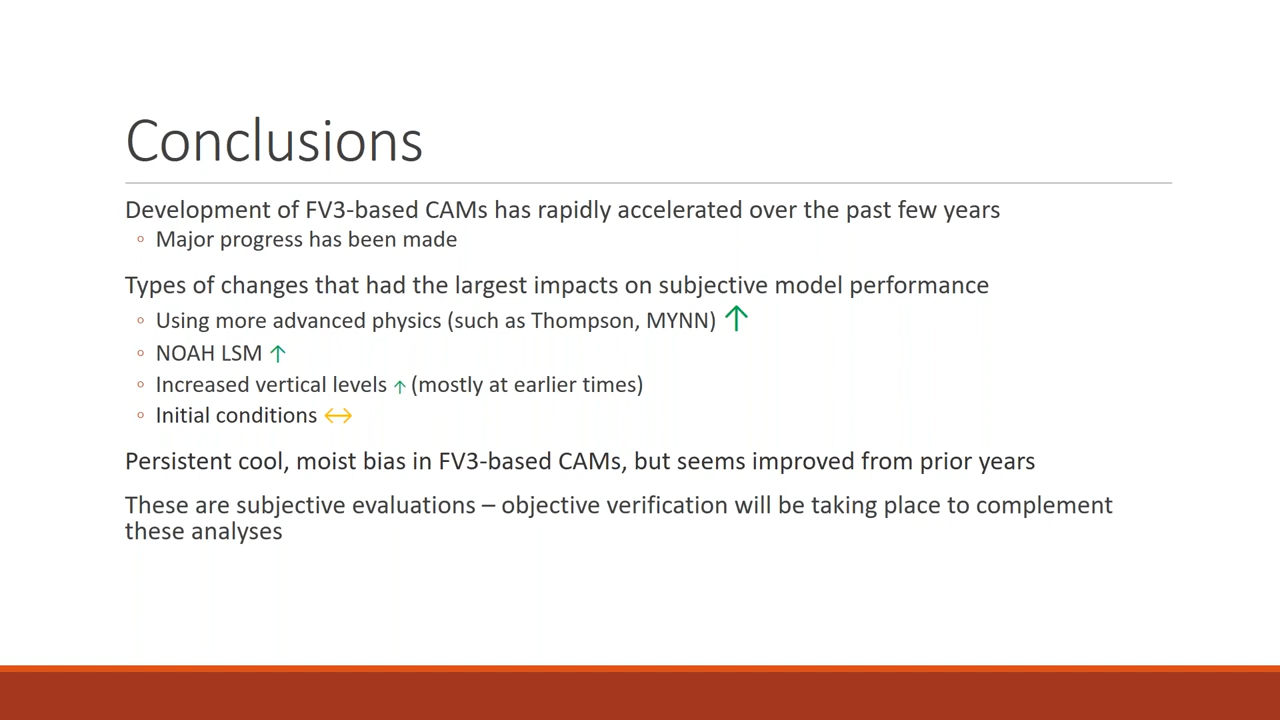 Conclusions
Development of FV3-based CAMs has rapidly accelerated over the past few years
◦ Major progress has been made
Types of changes that had the largest impacts on subjective model performance
◦ Using more advanced physics (such as Thompson, MYNN) ↑
◦ NOAH LSM ↑
◦ Increased vertical levels ↑ (mostly at earlier times)
◦ Initial conditions ↔
Persistent cool, moist bias in FV3-based CAMs, but seems improved from prior years
These are subjective evaluations – objective verification will be taking place to complement
these analyses